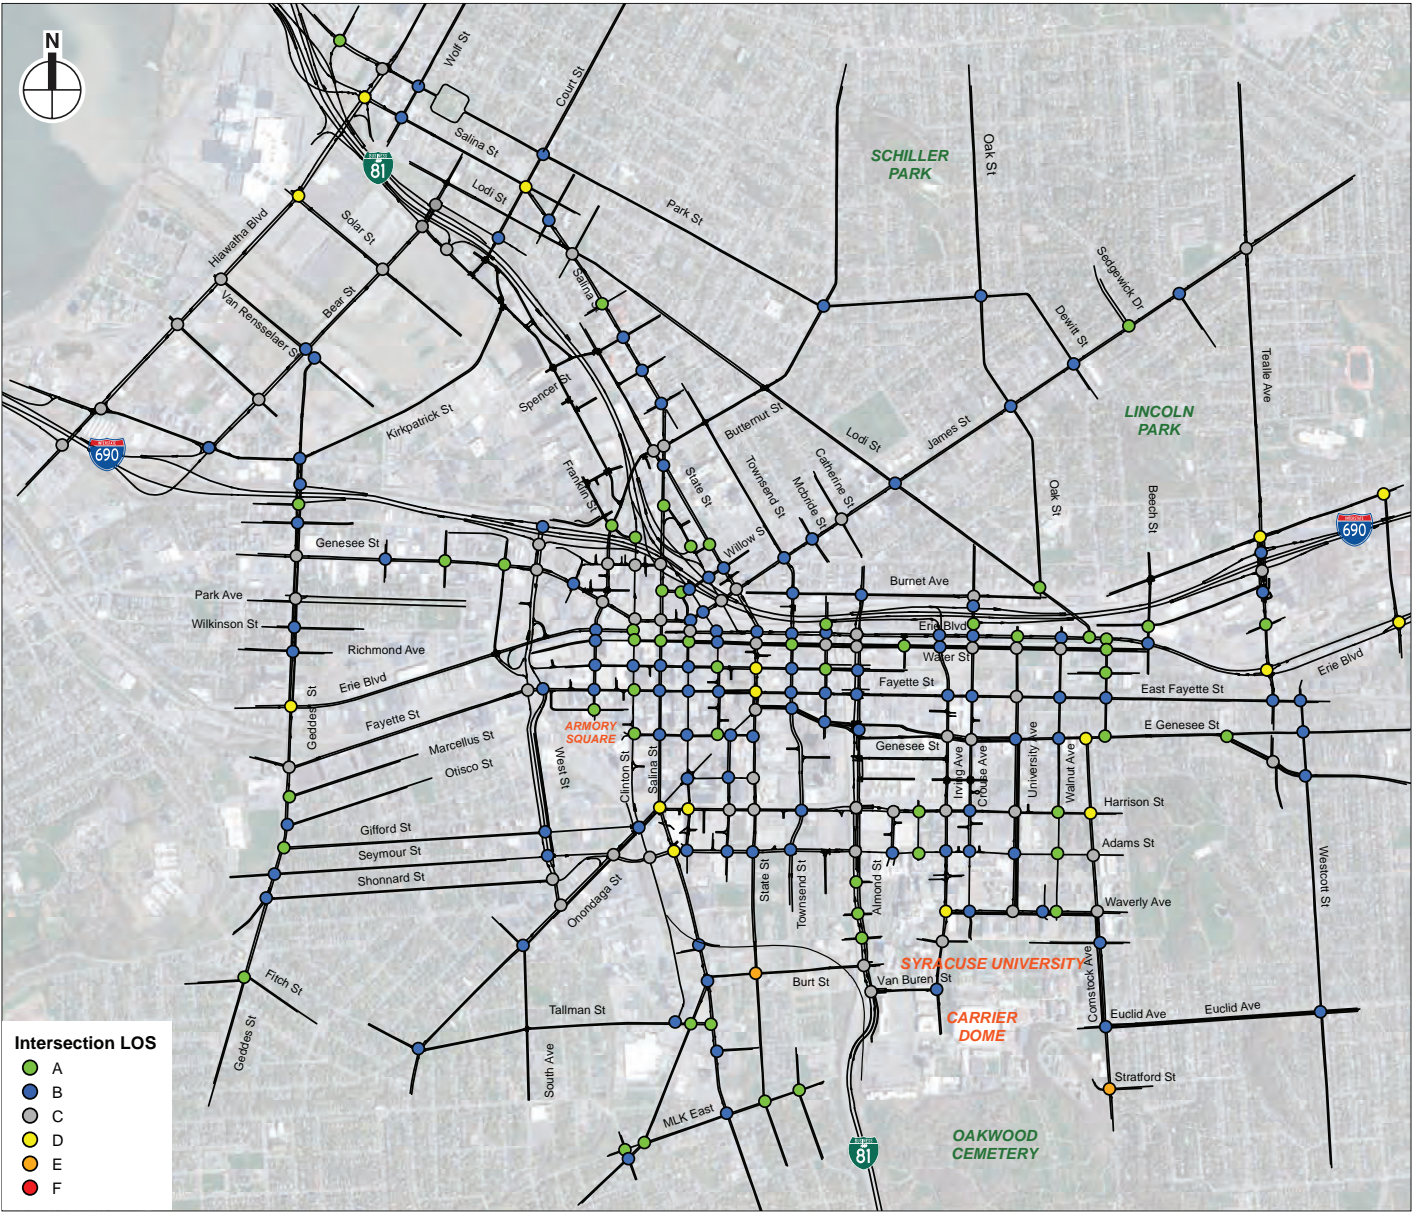 N
Wolf St
Court St
Salina St
BUSINESS
81
Lodi St
SCHILLER
PARK
Oak St
Park St
Hiawatha Blvd
Solar St
Sedgewick Dr
Salina
Bear St
Van Rensselaer S
Dewitt St
Tealle Ave
Spencer St
Kirkpatrick St
Butternut St
Lodi St
James St
LINCOLN
PARK
690
Franklin St
State St
Townsend St
Mcbride St
Catherine St
Oak St
Beech St
690
Genesee St
Willow S
Burnet Ave
Park Ave
Wilkinson St
Richmond Ave
Erie Blvd
Water St
Erie Blvd
Erie Blvd
Geddes St
Fayette St
Fayette St
East Fayette St
ARMORY
SQUARE
E Genesee St
Genesee St
Marcellus St
Otisco St
West St
Clinton St
Salina St
Irving Ave
Crouse Ave
University Ave
Walnut Ave
Harrison St
Gifford St
Seymour St
Shonnard St
Adams St
Onondaga St
State St
Townsend St
Almond St
Westcott St
Waverly Ave
SYRACUSE UNIVERSITY
Burt St
Van Buren St
Comstock Ave
Fitch St
Geddes St
Tallman St
South Ave
CARRIER
DOME
Euclid Ave
Euclid Ave
Stratford St
MLK East
OAKWOOD
CEMETERY
BUSINESS
81
Intersection LOS
A
B
C
D
E
F